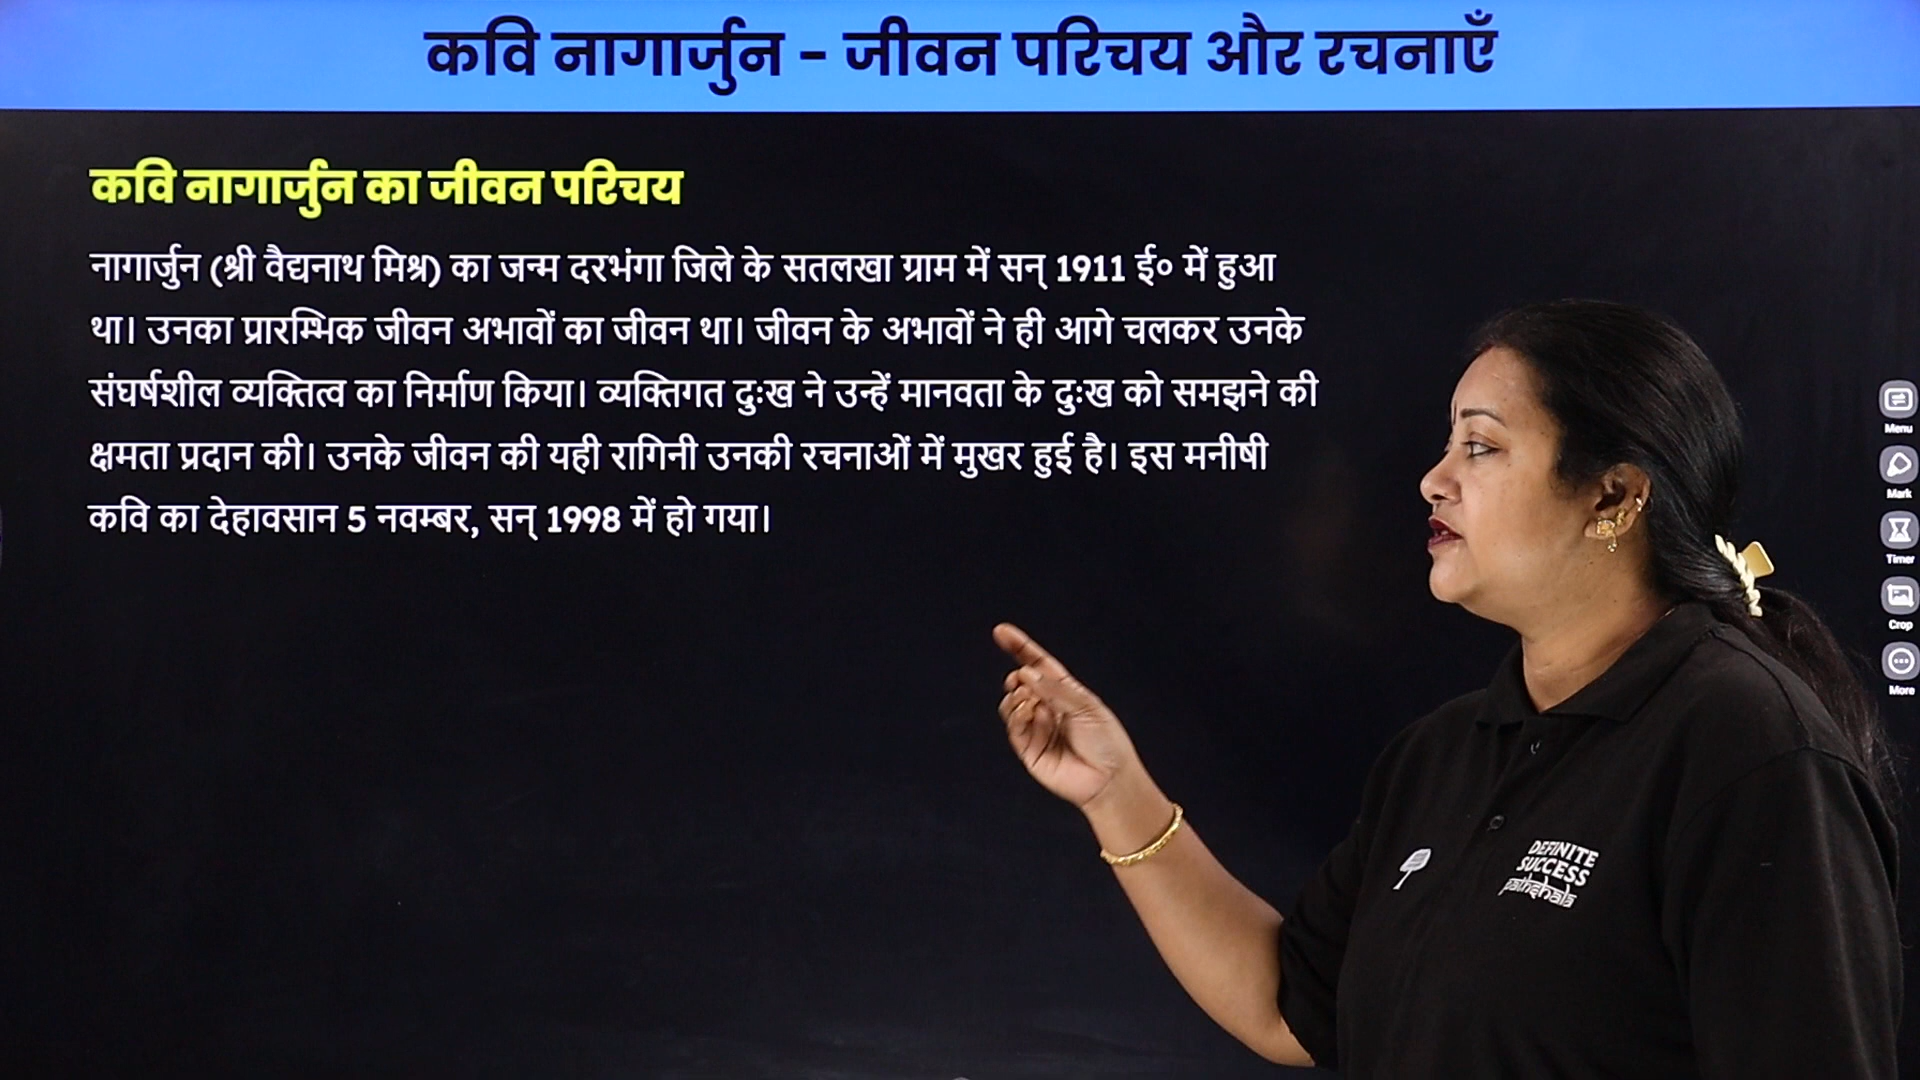 कवि नागार्जुन - जीवन परिचय और रचनाएँ
कवि नागार्जुन का जीवन परिचय
नागार्जुन (श्री वैद्यनाथ मिश्र) का जन्म दरभंगा जिले के सतलखा ग्राम में सन् 1911 ई० में हुआ
था। उनका प्रारम्भिक जीवन अभावों का जीवन था। जीवन के अभावों ने ही आगे चलकर उनके
संघर्षशील व्यक्तित्व का निर्माण किया। व्यक्तिगत दुःख ने उन्हें मानवता के दुःख को समझने की
क्षमता प्रदान की। उनके जीवन की यही रागिनी उनकी रचनाओं में मुखर हुई है। इस मनीषी
कवि का देहावसान 5 नवम्बर, सन् 1998 में हो गया।
Menu
Mark
Timer
Crop
More
DEFINITE
SUCCESS
pathshala